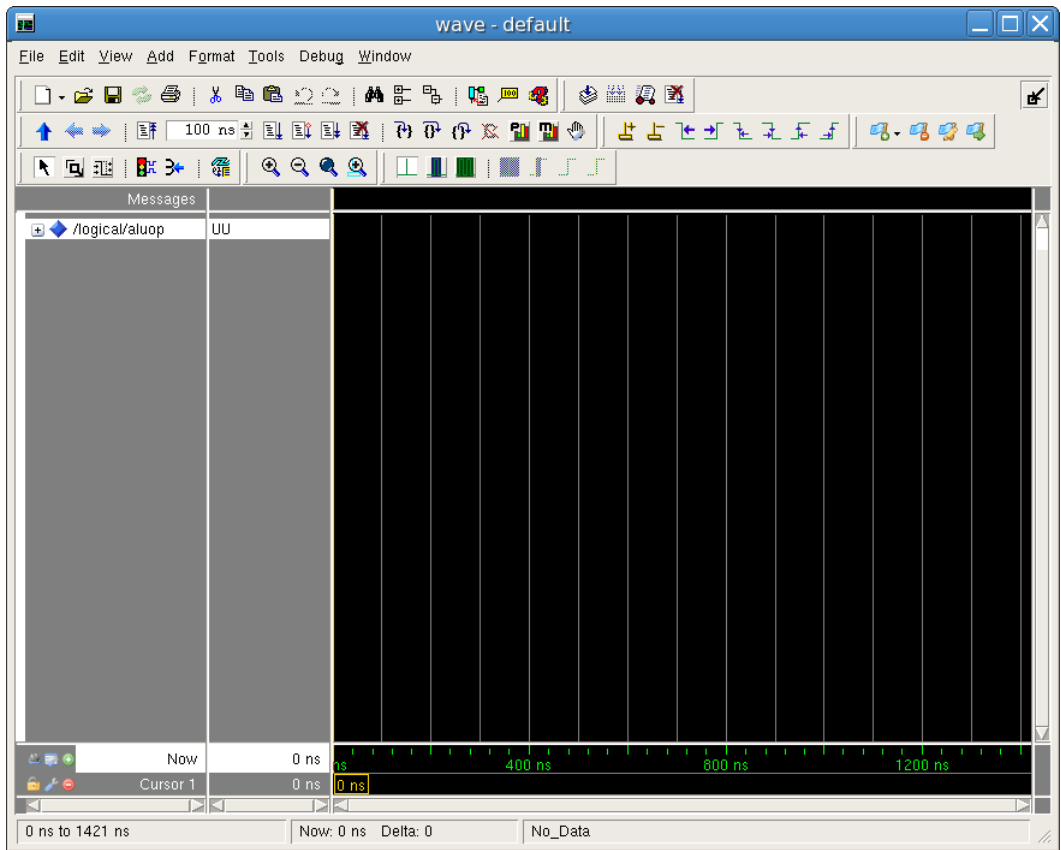 wave - default
File Edit View Add Format Tools Debug Window
100 ns
Messages
/logical/aluop UU
Now 0 ns
ns 400 ns 800 ns 1200 ns
Cursor 1 0 ns 0 ns
0 ns to 1421 ns Now: 0 ns Delta: 0 No_Data